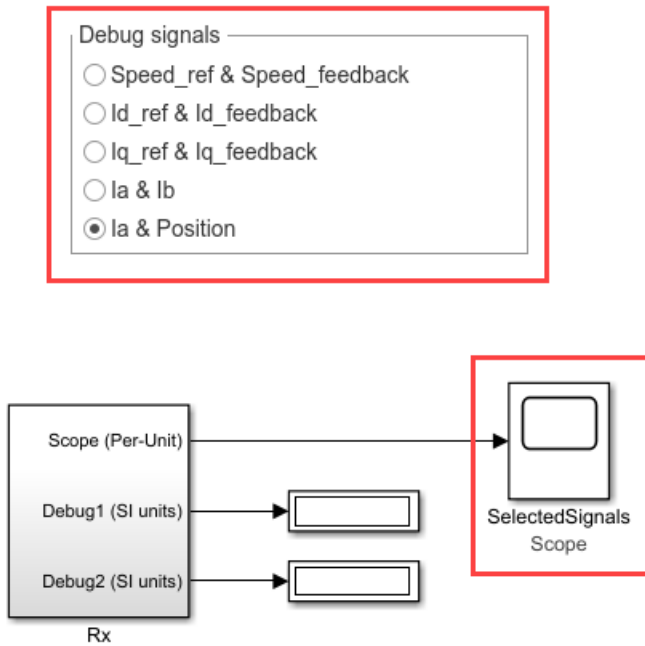 Debug signals
Speed_ref & Speed_feedback
Id_ref & Id_feedback
Iq_ref & Iq_feedback
Ia & Ib
Ia & Position
Scope (Per-Unit)
Debug1 (SI units)
Debug2 (SI units)
Rx
SelectedSignals
Scope